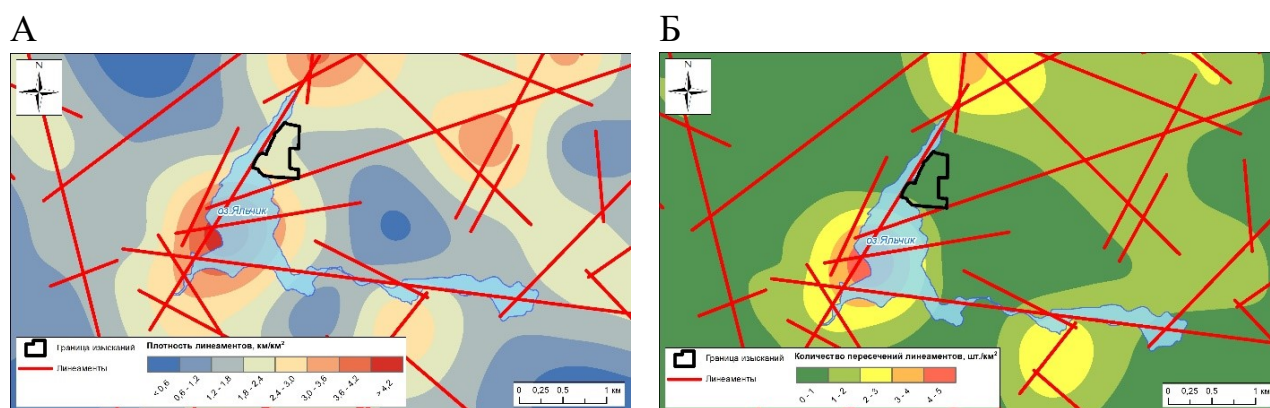 А
Б
N
N
оз.Яльчик
оз.Яльчик
Граница изысканий
Линеаменты
Плотность линеаментов, км/км²
< 0,6
0,6 - 1,2
1,2 - 1,8
1,8 - 2,4
2,4 - 3,0
3,0 - 3,6
3,6 - 4,2
> 4,2
0 0,25 0,5 1 км
Граница изысканий
Линеаменты
Количество пересечений линеаментов, шт./км²
0 - 1
1 - 2
2 - 3
3 - 4
4 - 5
0 0,25 0,5 1 км